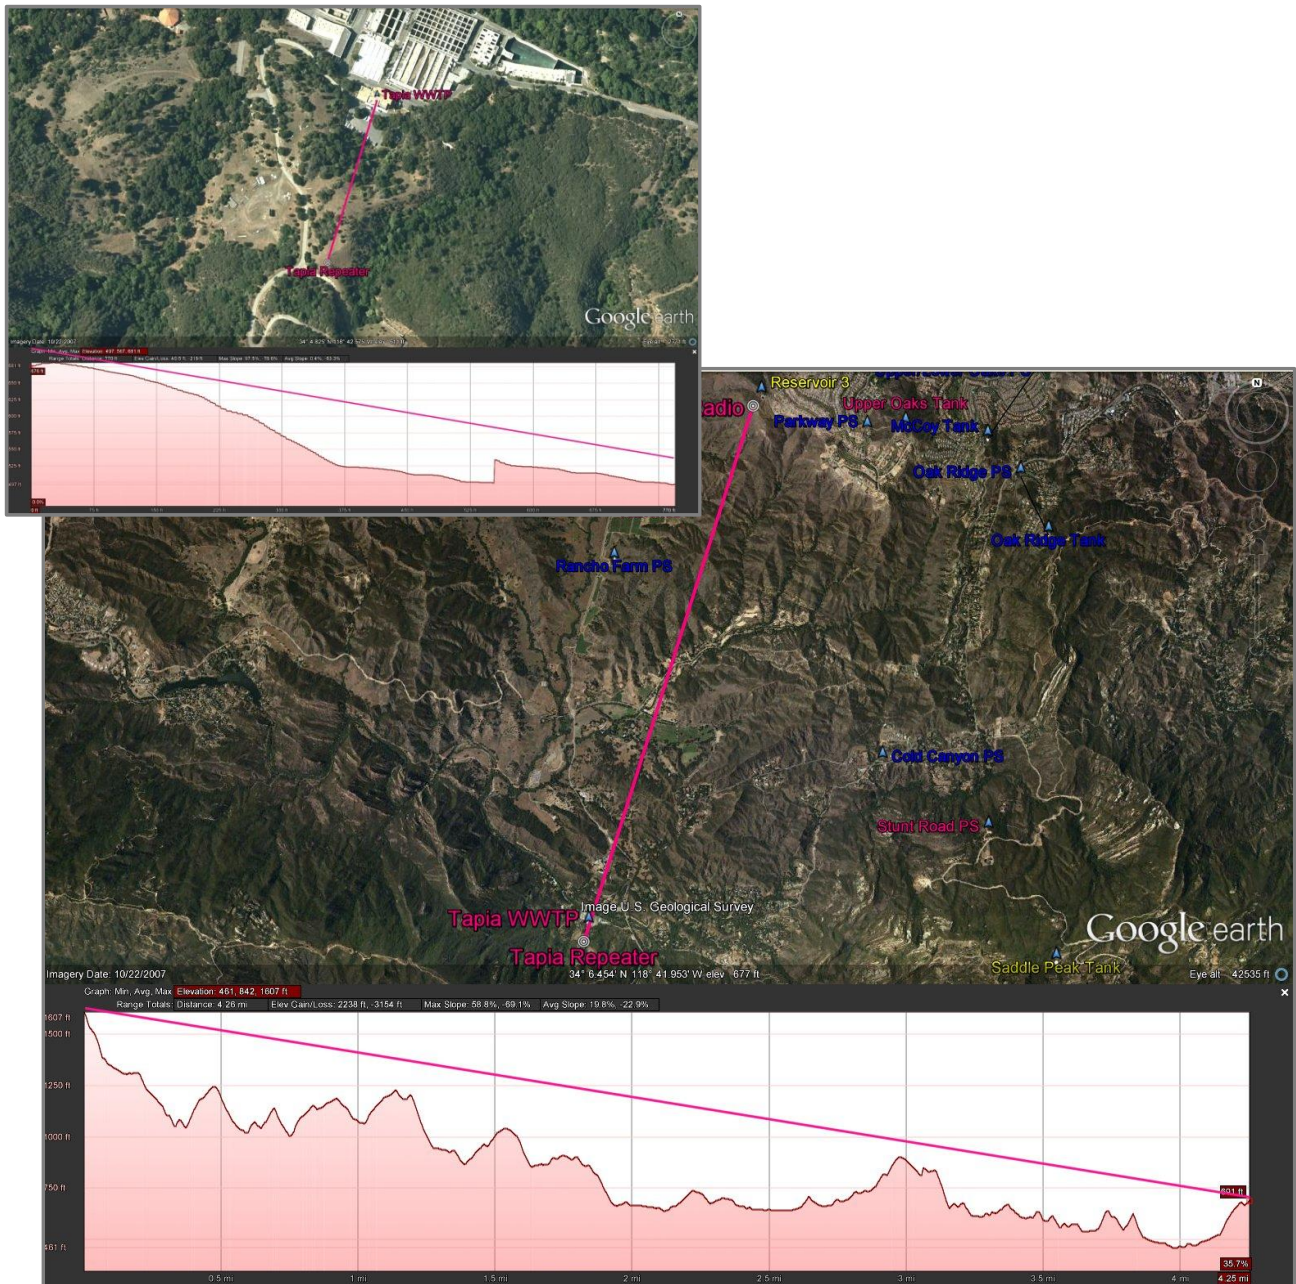 Tapia WWTP
Tapia Repeater
Google earth
Imagery Date: 10/22/2007
Reservoir 3
adio
Upper Oaks Tank
Parkway PS
McCoy Tank
Oak Ridge PS
Oak Ridge Tank
Rancho Farm PS
Cold Canyon PS
Stunt Road PS
Image U.S. Geological Survey
Tapia WWTP
Tapia Repeater
Google earth
Saddle Peak Tank
Imagery Date: 10/22/2007
34° 6.454' N 118° 41.953' W elev 677 ft
Eye alt 42535 ft
N
Graph: Min, Avg, Max Elevation: 461, 842, 1607 ft
Range Totals: Distance: 4.26 mi Elev Gain/Loss: 2238 ft, -3154 ft Max Slope: 58.8%, -69.1% Avg Slope: 19.8%, -22.9%
1607 ft
1500 ft
1250 ft
1000 ft
750 ft
691 ft
461 ft
35.7%
0.5 mi 1 mi 1.5 mi 2 mi 2.5 mi 3 mi 3.5 mi 4 mi 4.25 mi